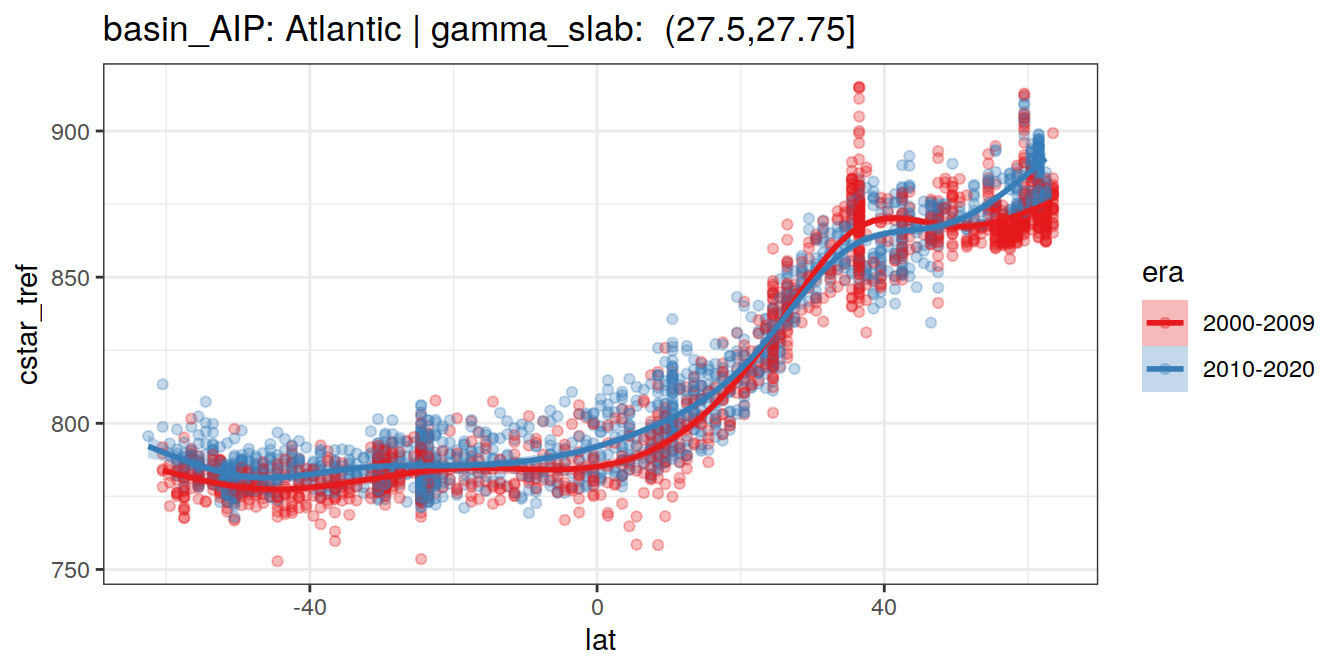 basin_AIP: Atlantic | gamma_slab:  (27.5,27.75]
900
850
800
750
cstar_tref
-40
0
40
lat
era
2000-2009
2010-2020